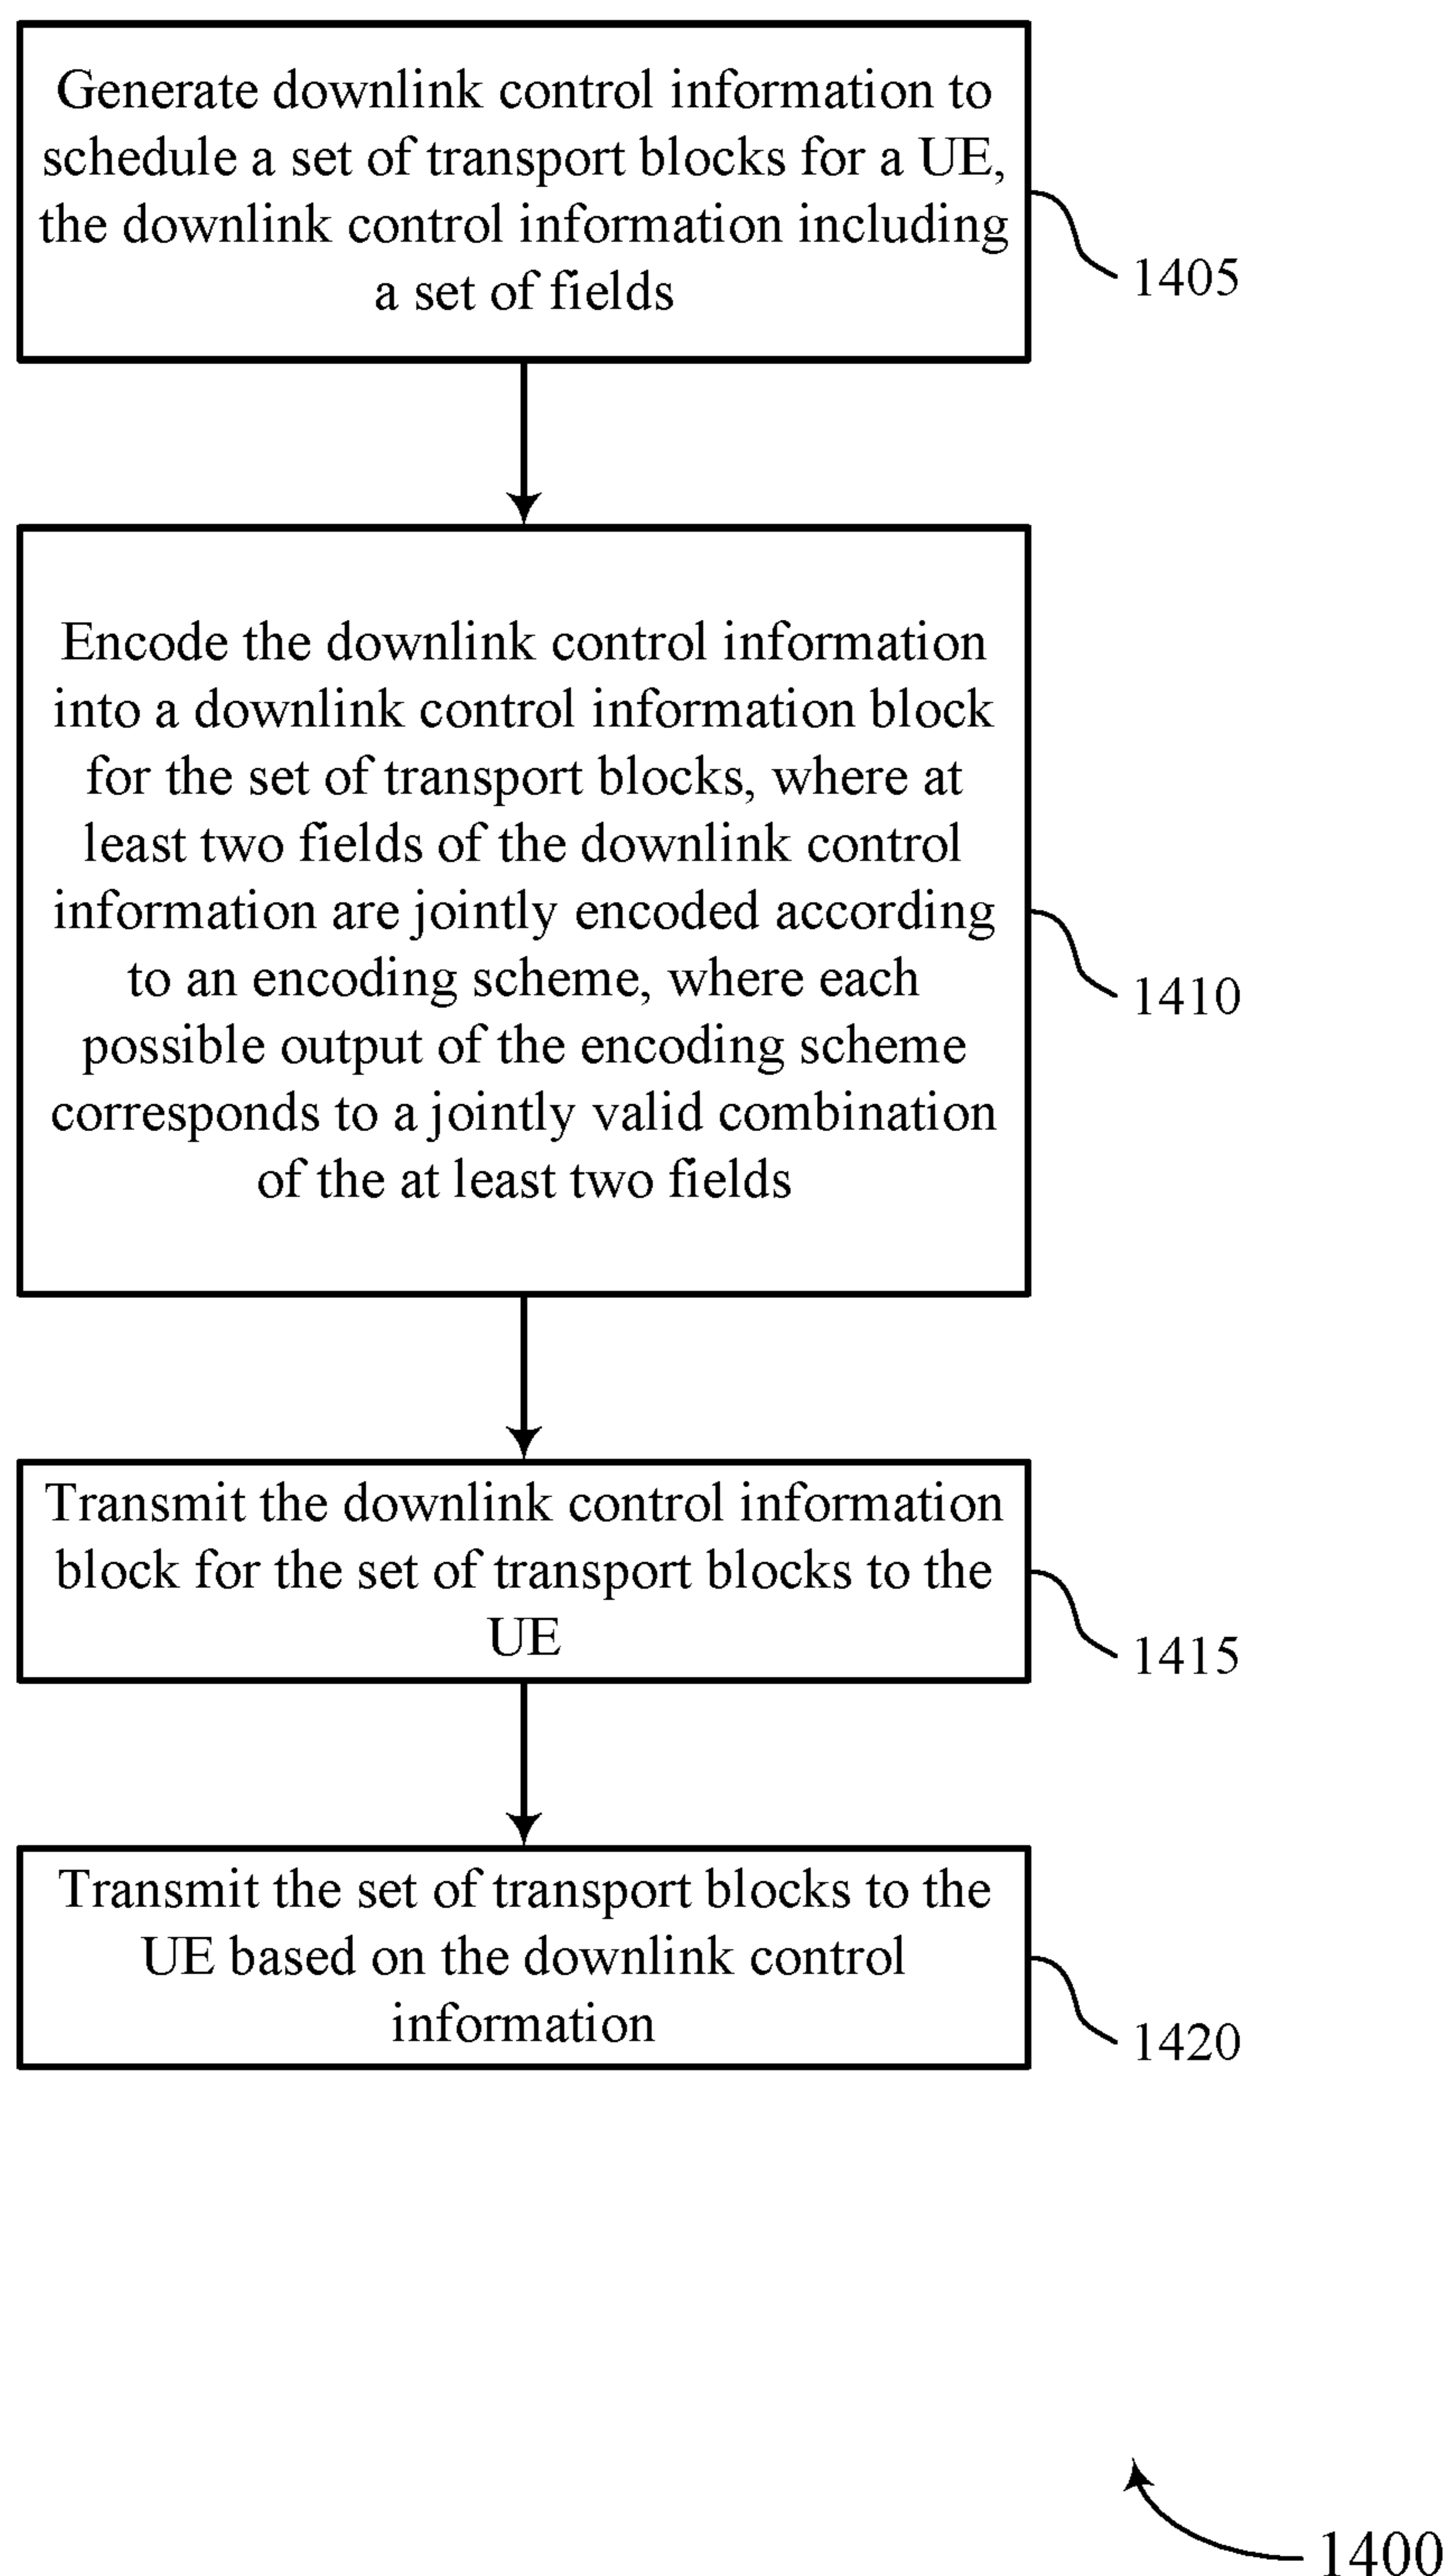 Generate downlink control information to
schedule a set of transport blocks for a UE,
the downlink control information including
a set of fields
1405
Encode the downlink control information
into a downlink control information block
for the set of transport blocks, where at
least two fields of the downlink control
information are jointly encoded according
to an encoding scheme, where each
possible output of the encoding scheme
corresponds to a jointly valid combination
of the at least two fields
1410
Transmit the downlink control information
block for the set of transport blocks to the
UE
1415
Transmit the set of transport blocks to the
UE based on the downlink control
information
1420
1400